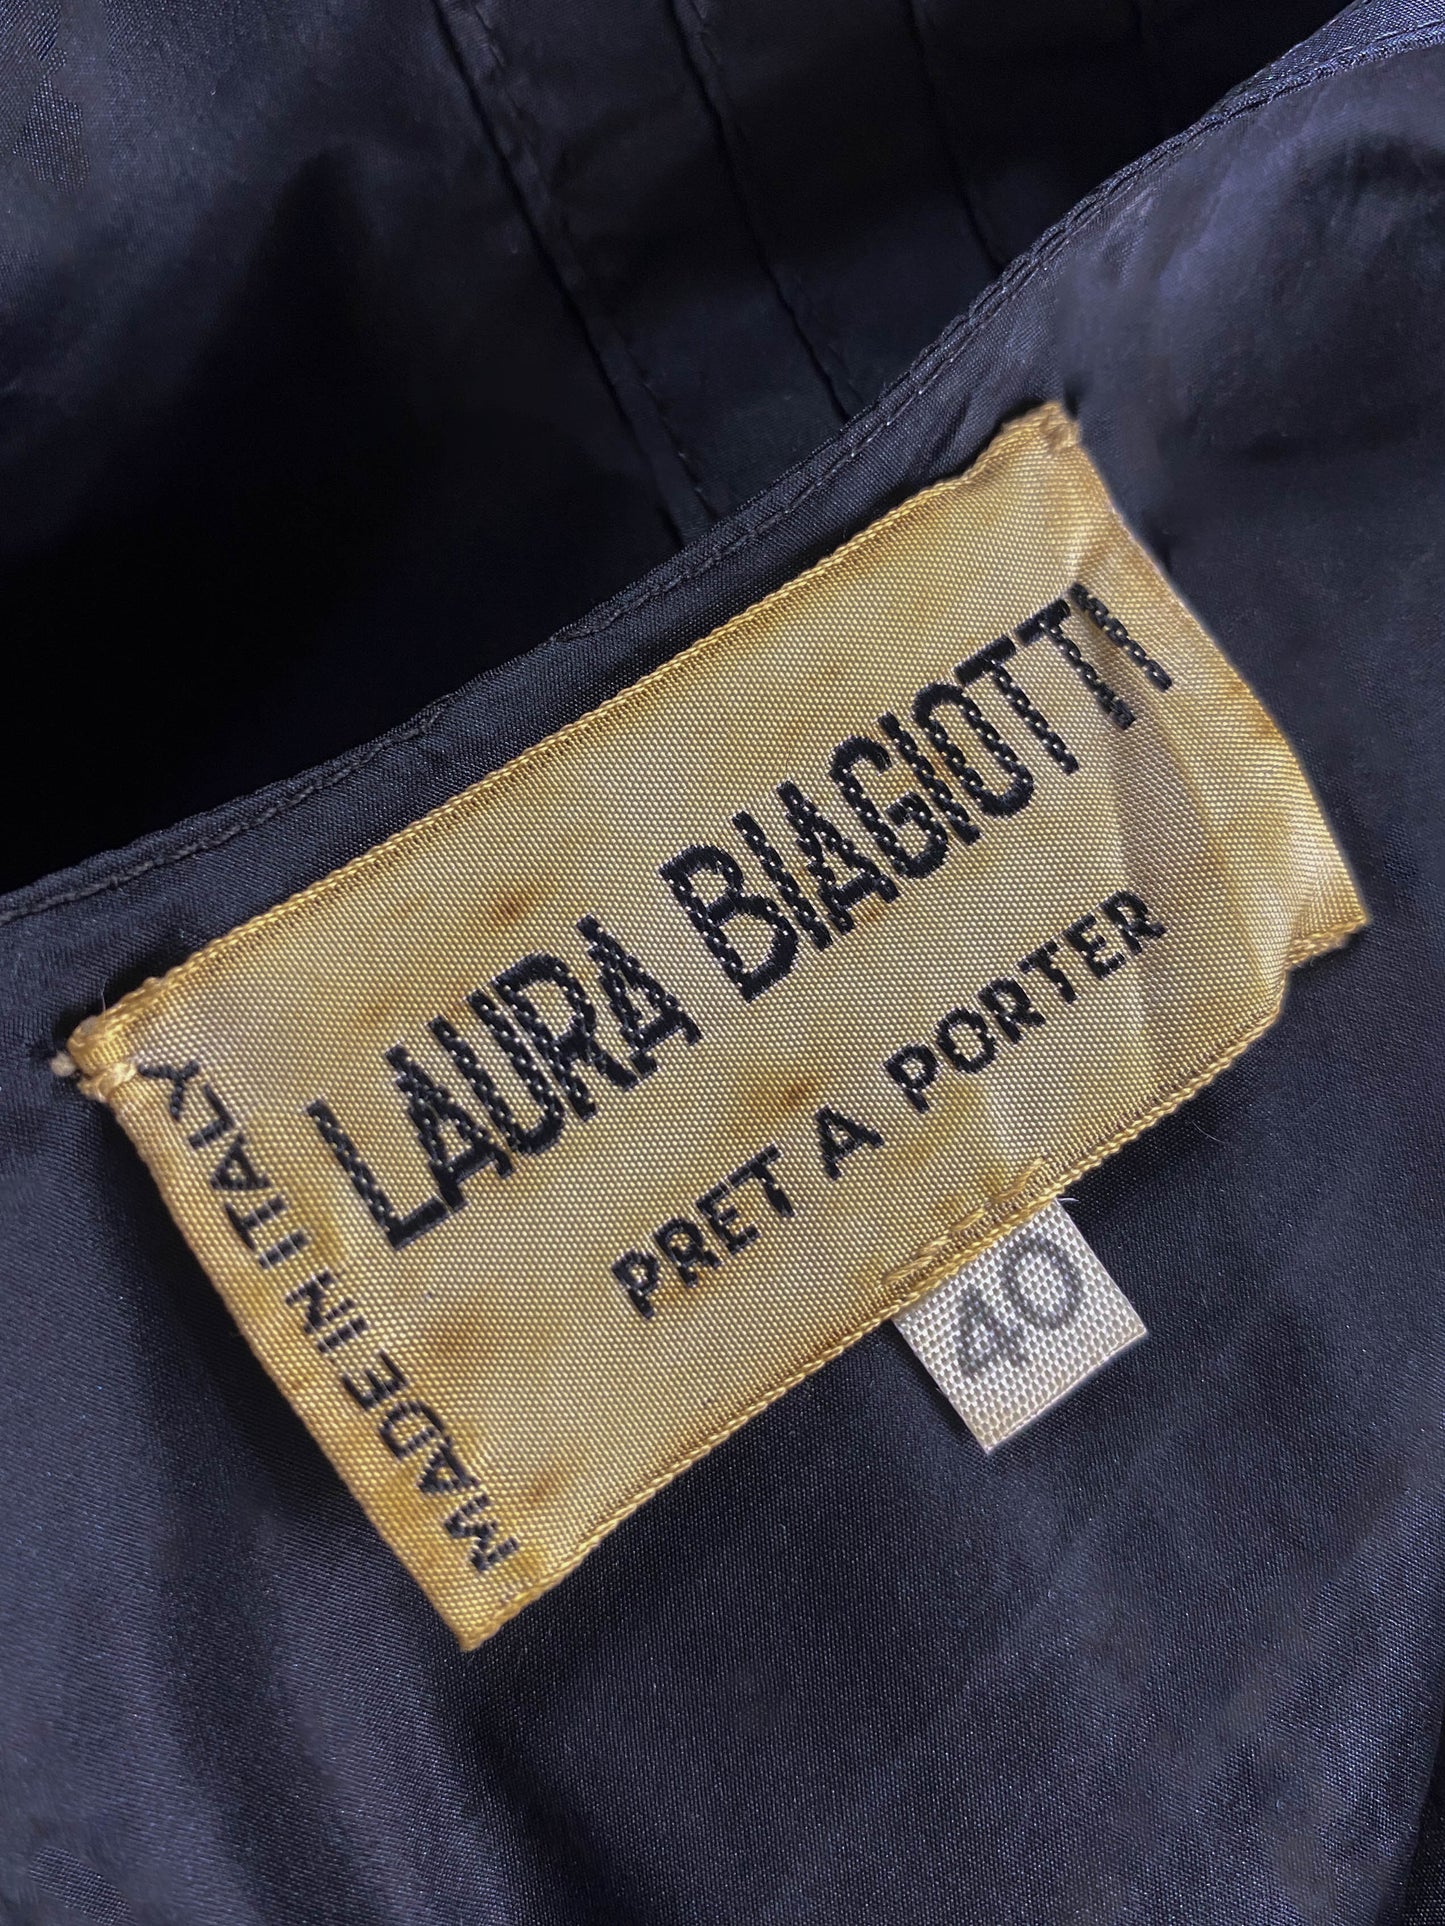 LAURA BIAGIOTTI
PRET A PORTER
MADE IN ITALY
40